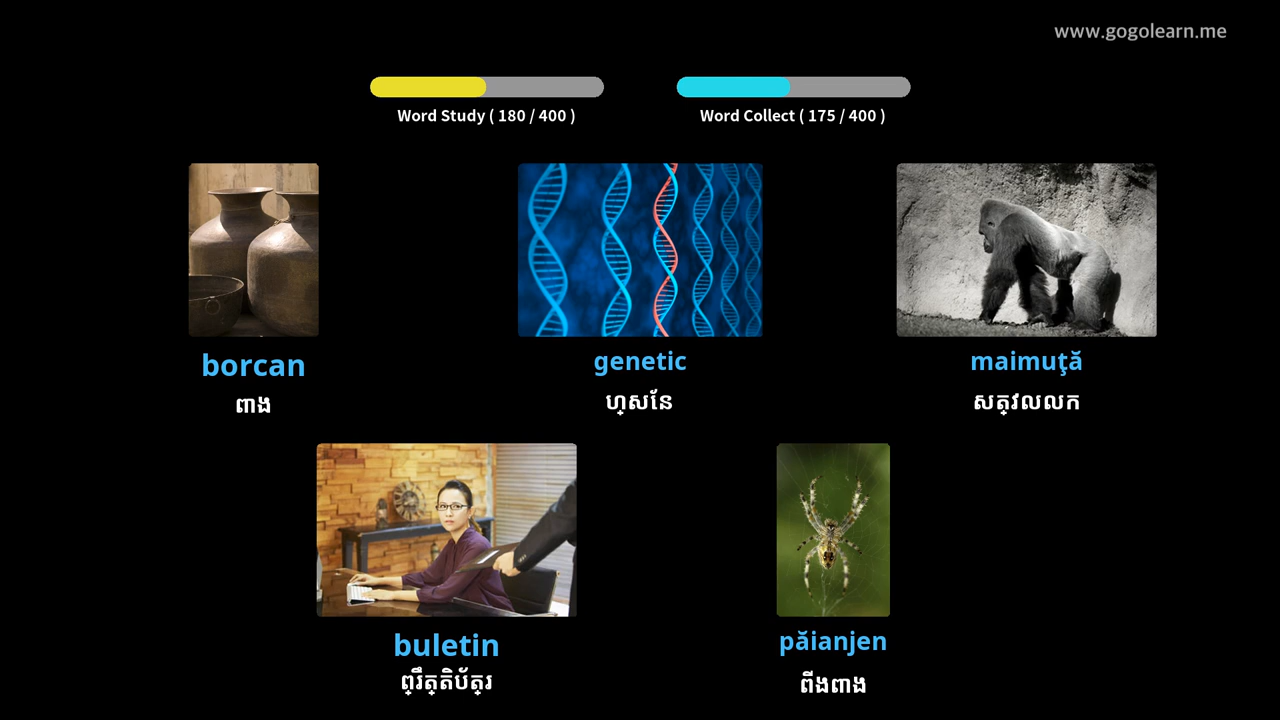 www.gogolearn.me
Word Study ( 180 / 400 )
Word Collect ( 175 / 400 )
borcan
ពាង
genetic
ហ្សែន
maimuţă
សត្វលលក
buletin
ព្រឹត្តិប័ត្រ
păianjen
ពីងពាង